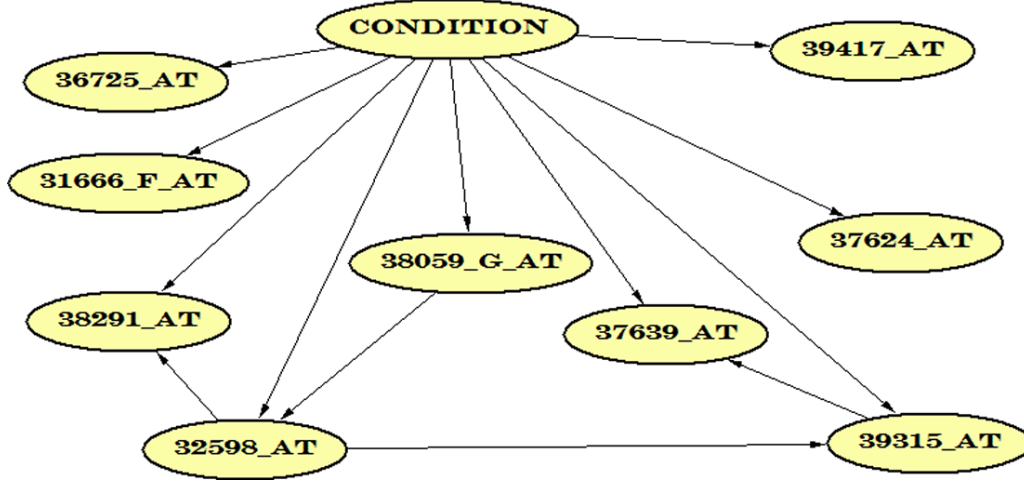 CONDITION
39417_AT
36725_AT
31666_F_AT
37624_AT
38059_G_AT
38291_AT
37639_AT
32598_AT
39315_AT